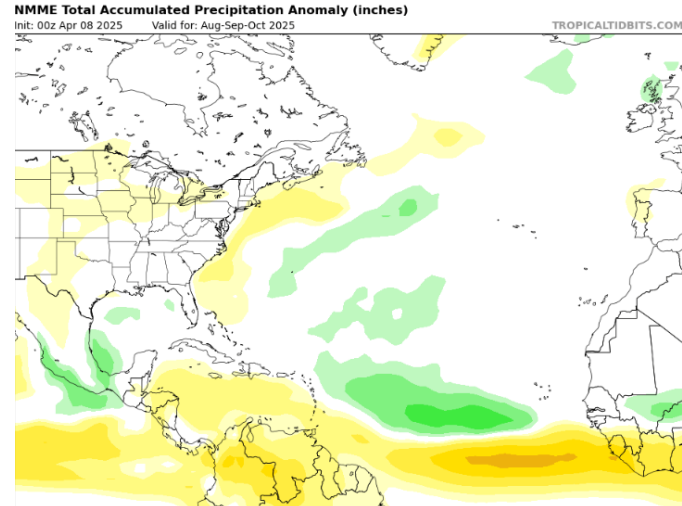 NMME Total Accumulated Precipitation Anomaly (inches)
Init: 00z Apr 08 2025 Valid for: Aug-Sep-Oct 2025 TROPICALTIDBITS.COM